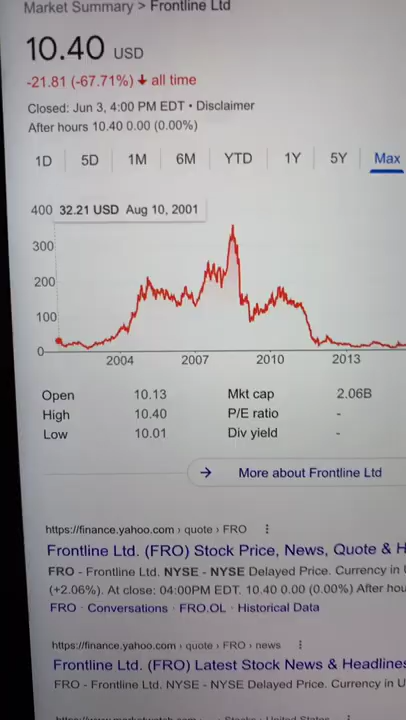 Market Summary > Frontline Ltd
10.40 USD
-21.81 (-67.71%) ↓ all time
Closed: Jun 3, 4:00 PM EDT • Disclaimer
After hours 10.40 0.00 (0.00%)
1D 5D 1M 6M YTD 1Y 5Y Max
400 32.21 USD Aug 10, 2001
300
200
100
0
2004 2007 2010 2013
Open 10.13 Mkt cap 2.06B
High 10.40 P/E ratio -
Low 10.01 Div yield -
→ More about Frontline Ltd
https://finance.yahoo.com › quote › FRO ⋮
Frontline Ltd. (FRO) Stock Price, News, Quote & H
FRO - Frontline Ltd. NYSE - NYSE Delayed Price. Currency in
(+2.06%). At close: 04:00PM EDT. 10.40 0.00 (0.00%) After hou
FRO · Conversations · FRO.OL · Historical Data
https://finance.yahoo.com › quote › FRO › news ⋮
Frontline Ltd. (FRO) Latest Stock News & Headlines
FRO - Frontline Ltd. NYSE - NYSE Delayed Price. Currency in U